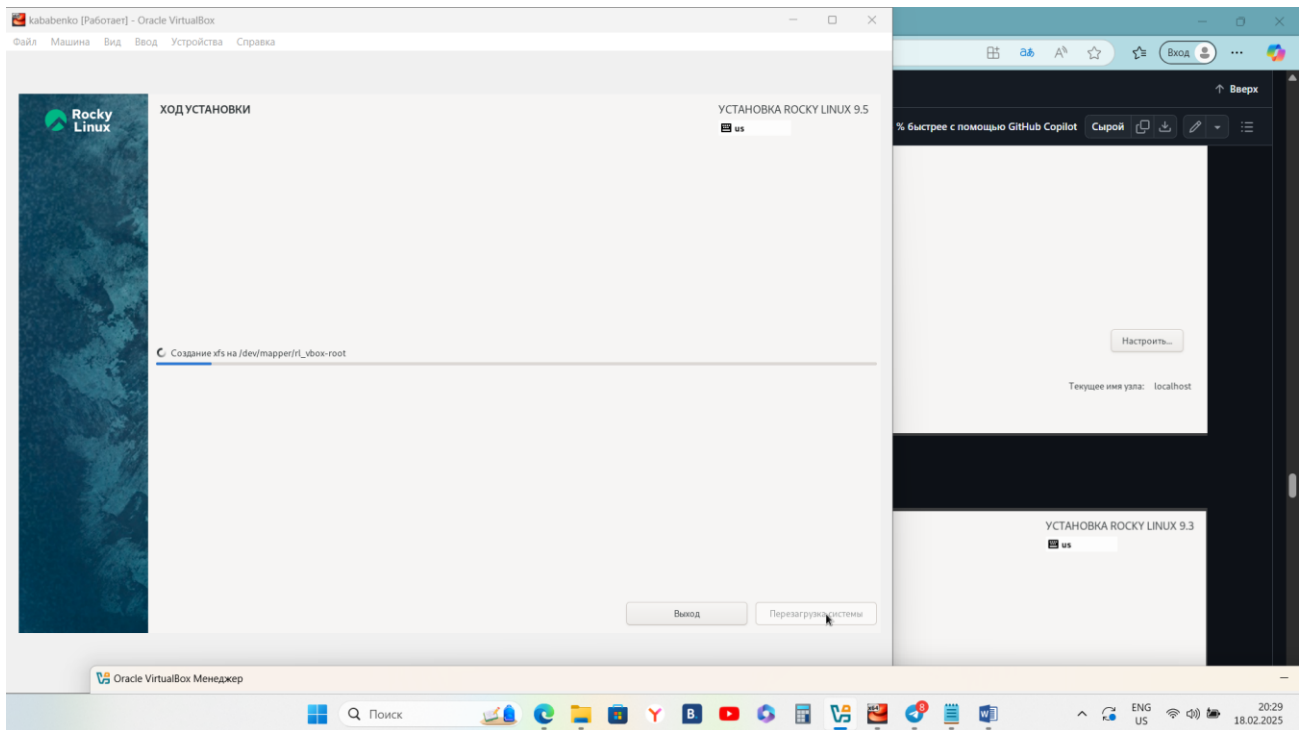 kababenko [Работает] - Oracle VirtualBox
Файл Машина Вид Ввод Устройства Справка
Rocky
Linux
ХОД УСТАНОВКИ
УСТАНОВКА ROCKY LINUX 9.5
us
Создание xfs на /dev/mapper/rl_vbox-root
Выход
Перезагрузка системы
Вход
Вверх
% быстрее с помощью GitHub Copilot Сырой
Настроить...
Текущее имя узла: localhost
УСТАНОВКА ROCKY LINUX 9.3
us
Oracle VirtualBox Менеджер
Поиск
ENG
US
20:29
18.02.2025